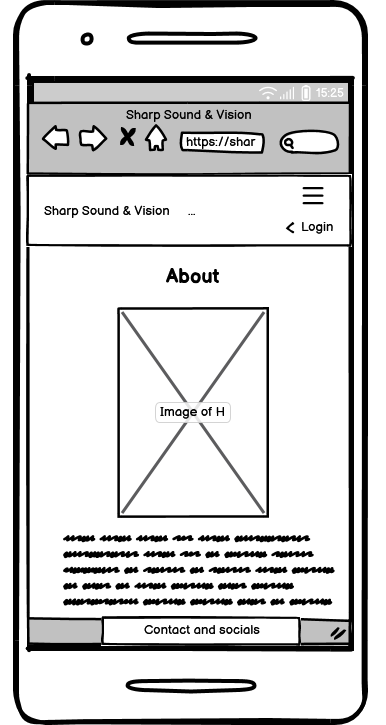 15:25
Sharp Sound & Vision
https://shar
Sharp Sound & Vision ...
Login
About
Image of H
Contact and socials